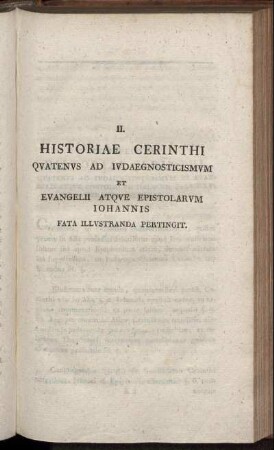 II.
HISTORIAE CERINTHI
QVATENVS AD IVDAEGNOSTICISMVM
ET
EVANGELII ATQVE EPISTOLARVM
IOHANNIS
FATA ILLVSTRANDA PERTINGIT.